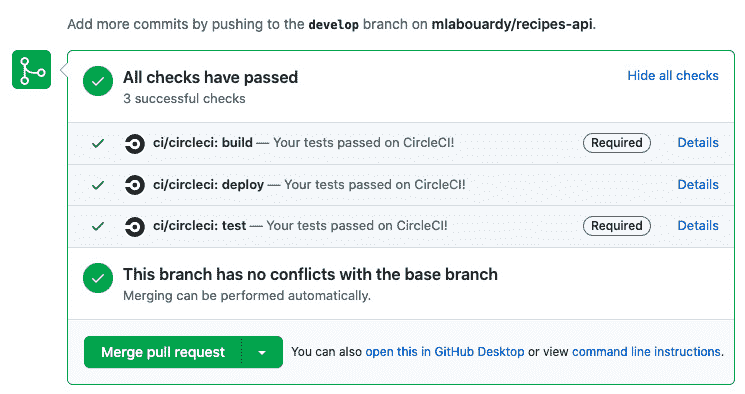 Add more commits by pushing to the develop branch on mlabouardy/recipes-api.
All checks have passed
Hide all checks
3 successful checks
ci/circleci: build — Your tests passed on CircleCI! Required Details
ci/circleci: deploy — Your tests passed on CircleCI! Details
ci/circleci: test — Your tests passed on CircleCI! Required Details
This branch has no conflicts with the base branch
Merging can be performed automatically.
Merge pull request You can also open this in GitHub Desktop or view command line instructions.